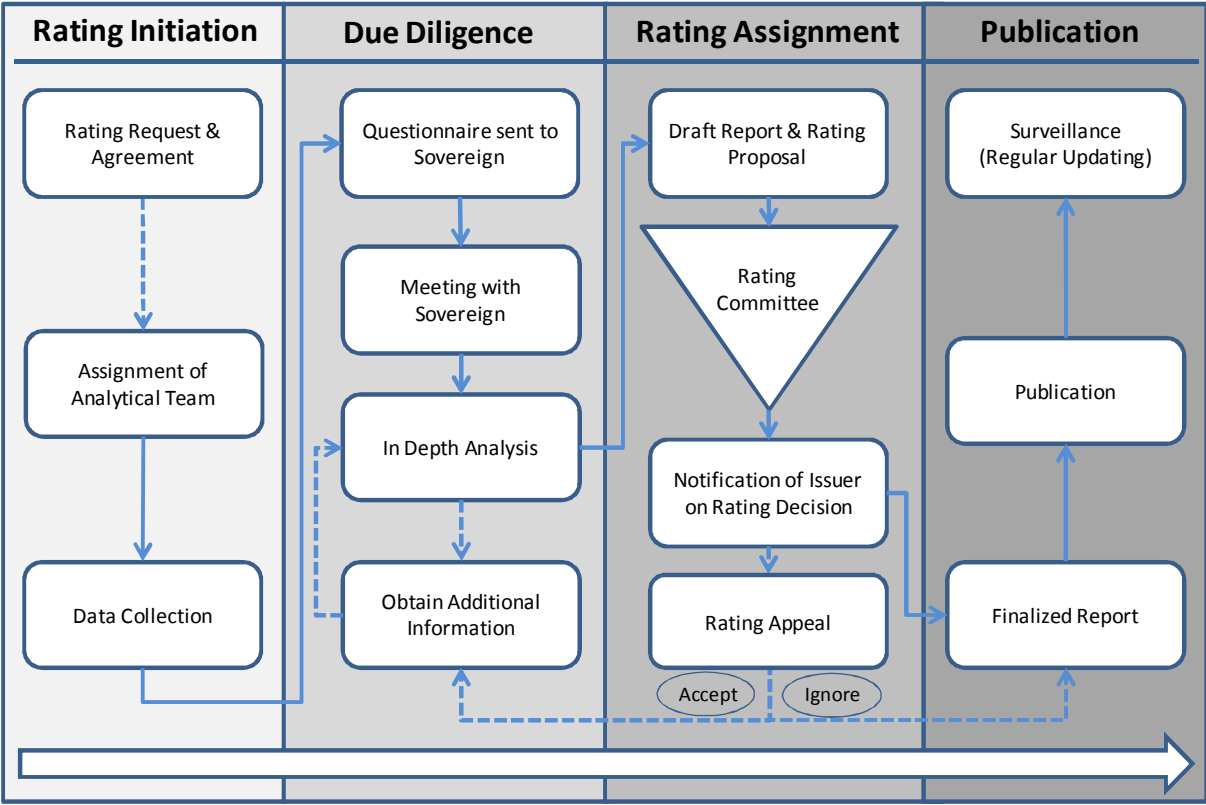 Rating Initiation
Due Diligence
Rating Assignment
Publication
Rating Request &
Agreement
Assignment of
Analytical Team
Data Collection
Questionnaire sent to
Sovereign
Meeting with
Sovereign
In Depth Analysis
Obtain Additional
Information
Draft Report & Rating
Proposal
Rating
Committee
Notification of Issuer
on Rating Decision
Rating Appeal
Accept
Ignore
Surveillance
(Regular Updating)
Publication
Finalized Report